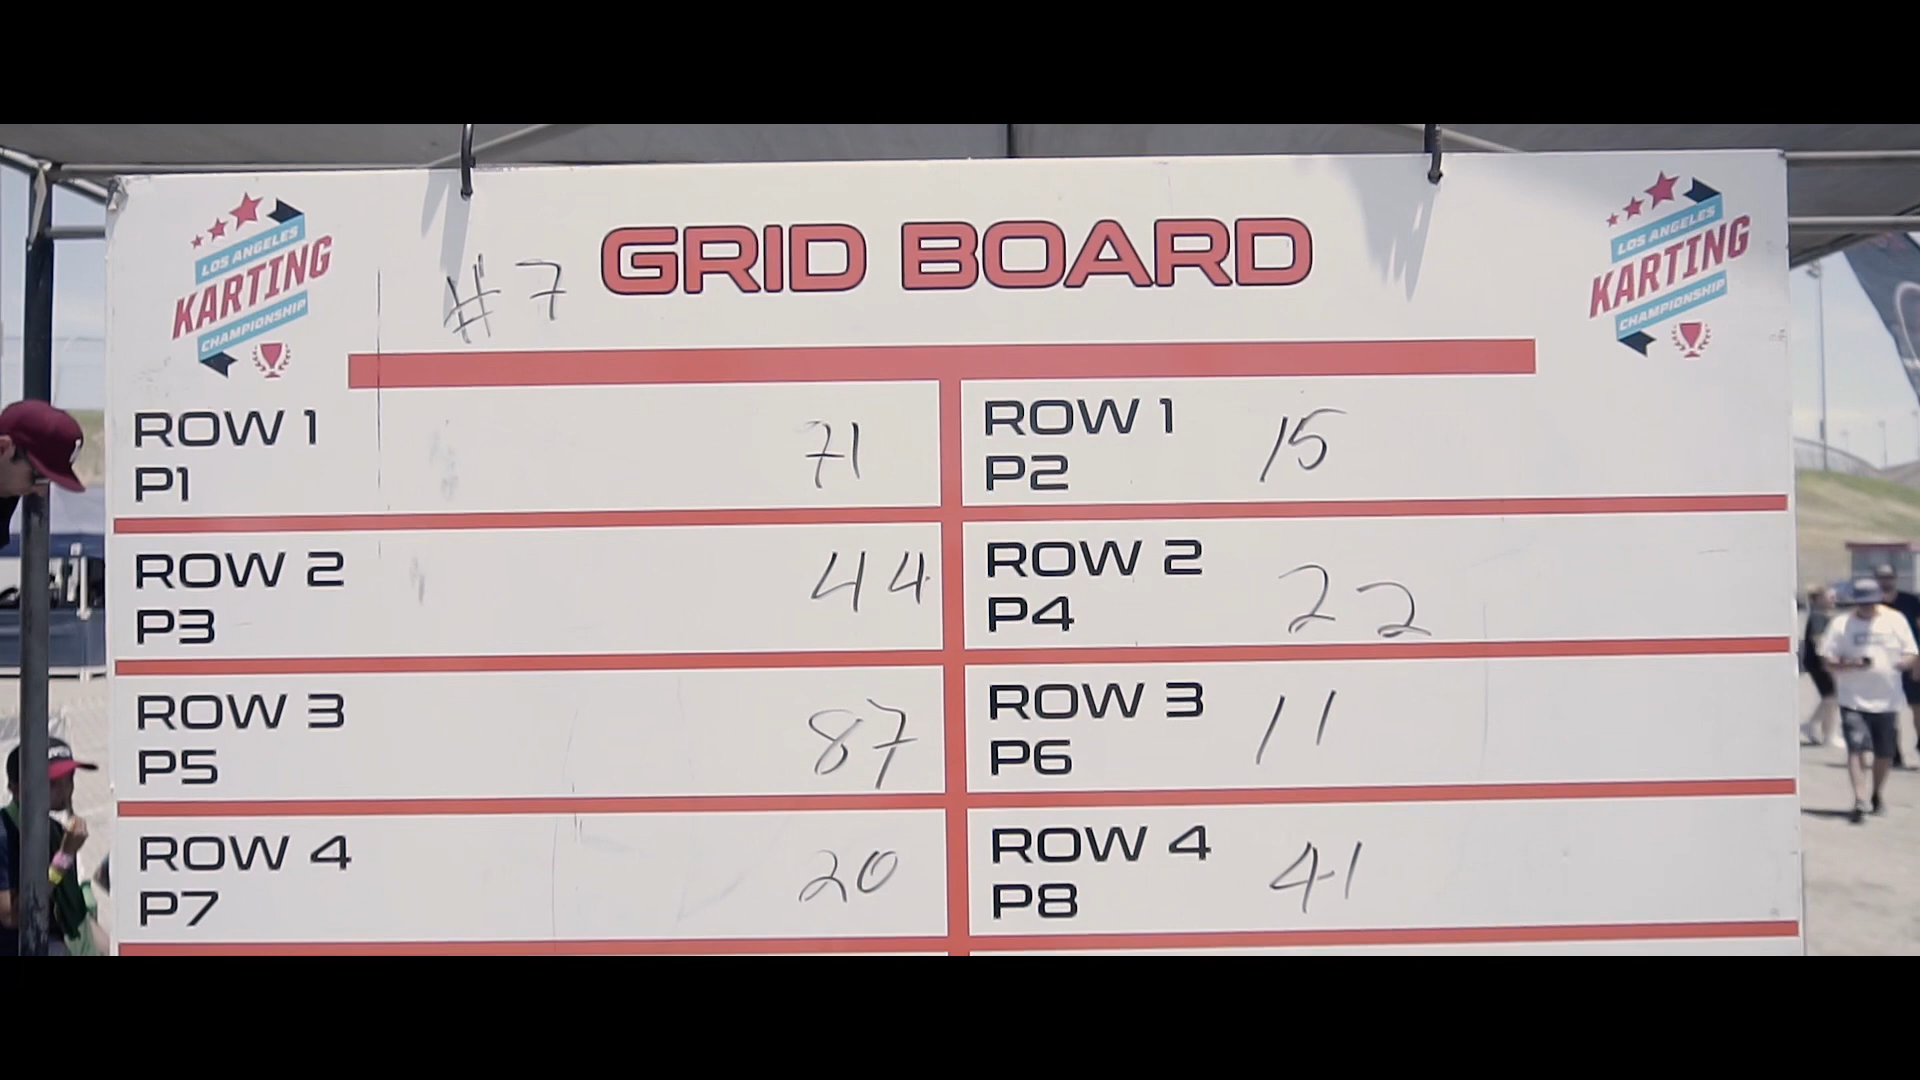 LOS ANGELES
KARTING
CHAMPIONSHIP
#7
GRID BOARD
LOS ANGELES
KARTING
CHAMPIONSHIP
ROW 1
P1
71
ROW 1
P2
15
ROW 2
P3
44
ROW 2
P4
22
ROW 3
P5
87
ROW 3
P6
11
ROW 4
P7
20
ROW 4
P8
41